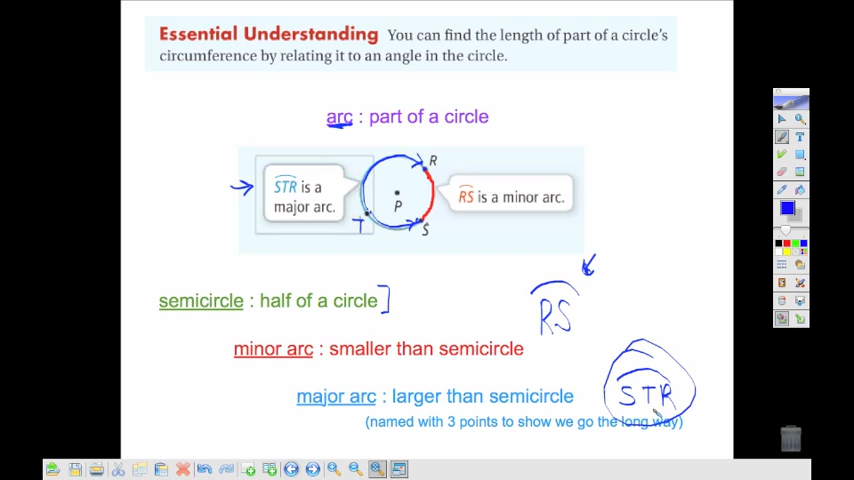 Essential Understanding You can find the length of part of a circle's
circumference by relating it to an angle in the circle.
arc : part of a circle
R
STR is a
major arc.
P
RS is a minor arc.
T
S
semicircle : half of a circle
RS
minor arc : smaller than semicircle
major arc : larger than semicircle
STR
(named with 3 points to show we go the long way)